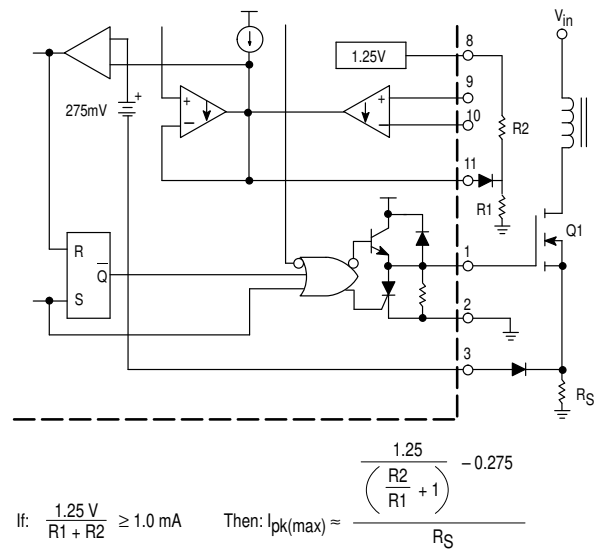 V_in
8
1.25V
9
+
10
−
275mV
+
+
−
R2
11
R1
Q1
1
R
Q̅
S
2
3
R_S
If: 1.25 V / (R1 + R2) ≥ 1.0 mA
Then: I_pk(max) ≈ (1.25 / (R2/R1 + 1) − 0.275) / R_S